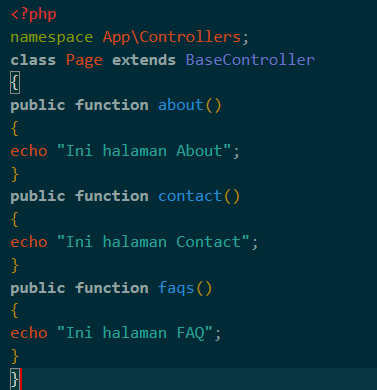 <?php
namespace App\Controllers;
class Page extends BaseController
{
public function about()
{
echo "Ini halaman About";
}
public function contact()
{
echo "Ini halaman Contact";
}
public function faqs()
{
echo "Ini halaman FAQ";
}
}